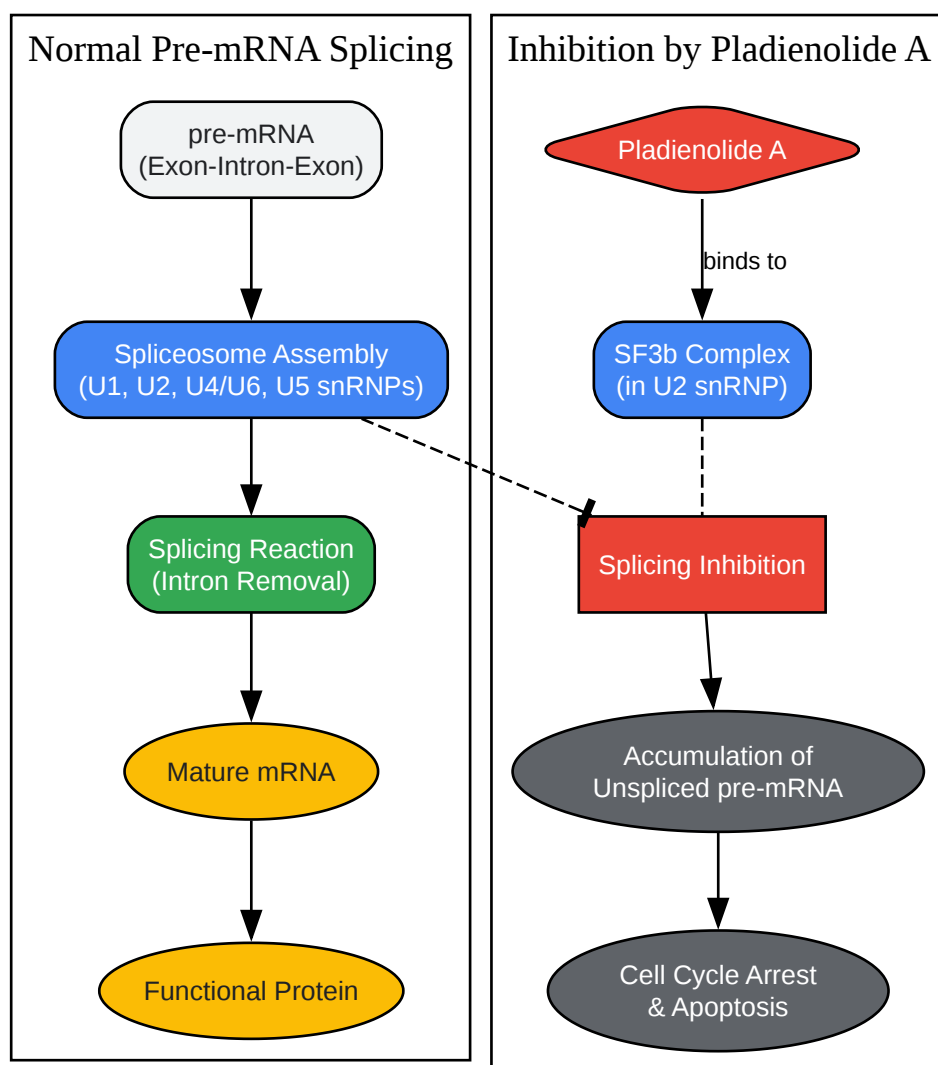 Normal Pre-mRNA Splicing
pre-mRNA
(Exon-Intron-Exon)
Spliceosome Assembly
(U1, U2, U4/U6, U5 snRNPs)
Splicing Reaction
(Intron Removal)
Mature mRNA
Functional Protein
Inhibition by Pladienolide A
Pladienolide A
binds to
SF3b Complex
(in U2 snRNP)
Splicing Inhibition
Accumulation of
Unspliced pre-mRNA
Cell Cycle Arrest
& Apoptosis